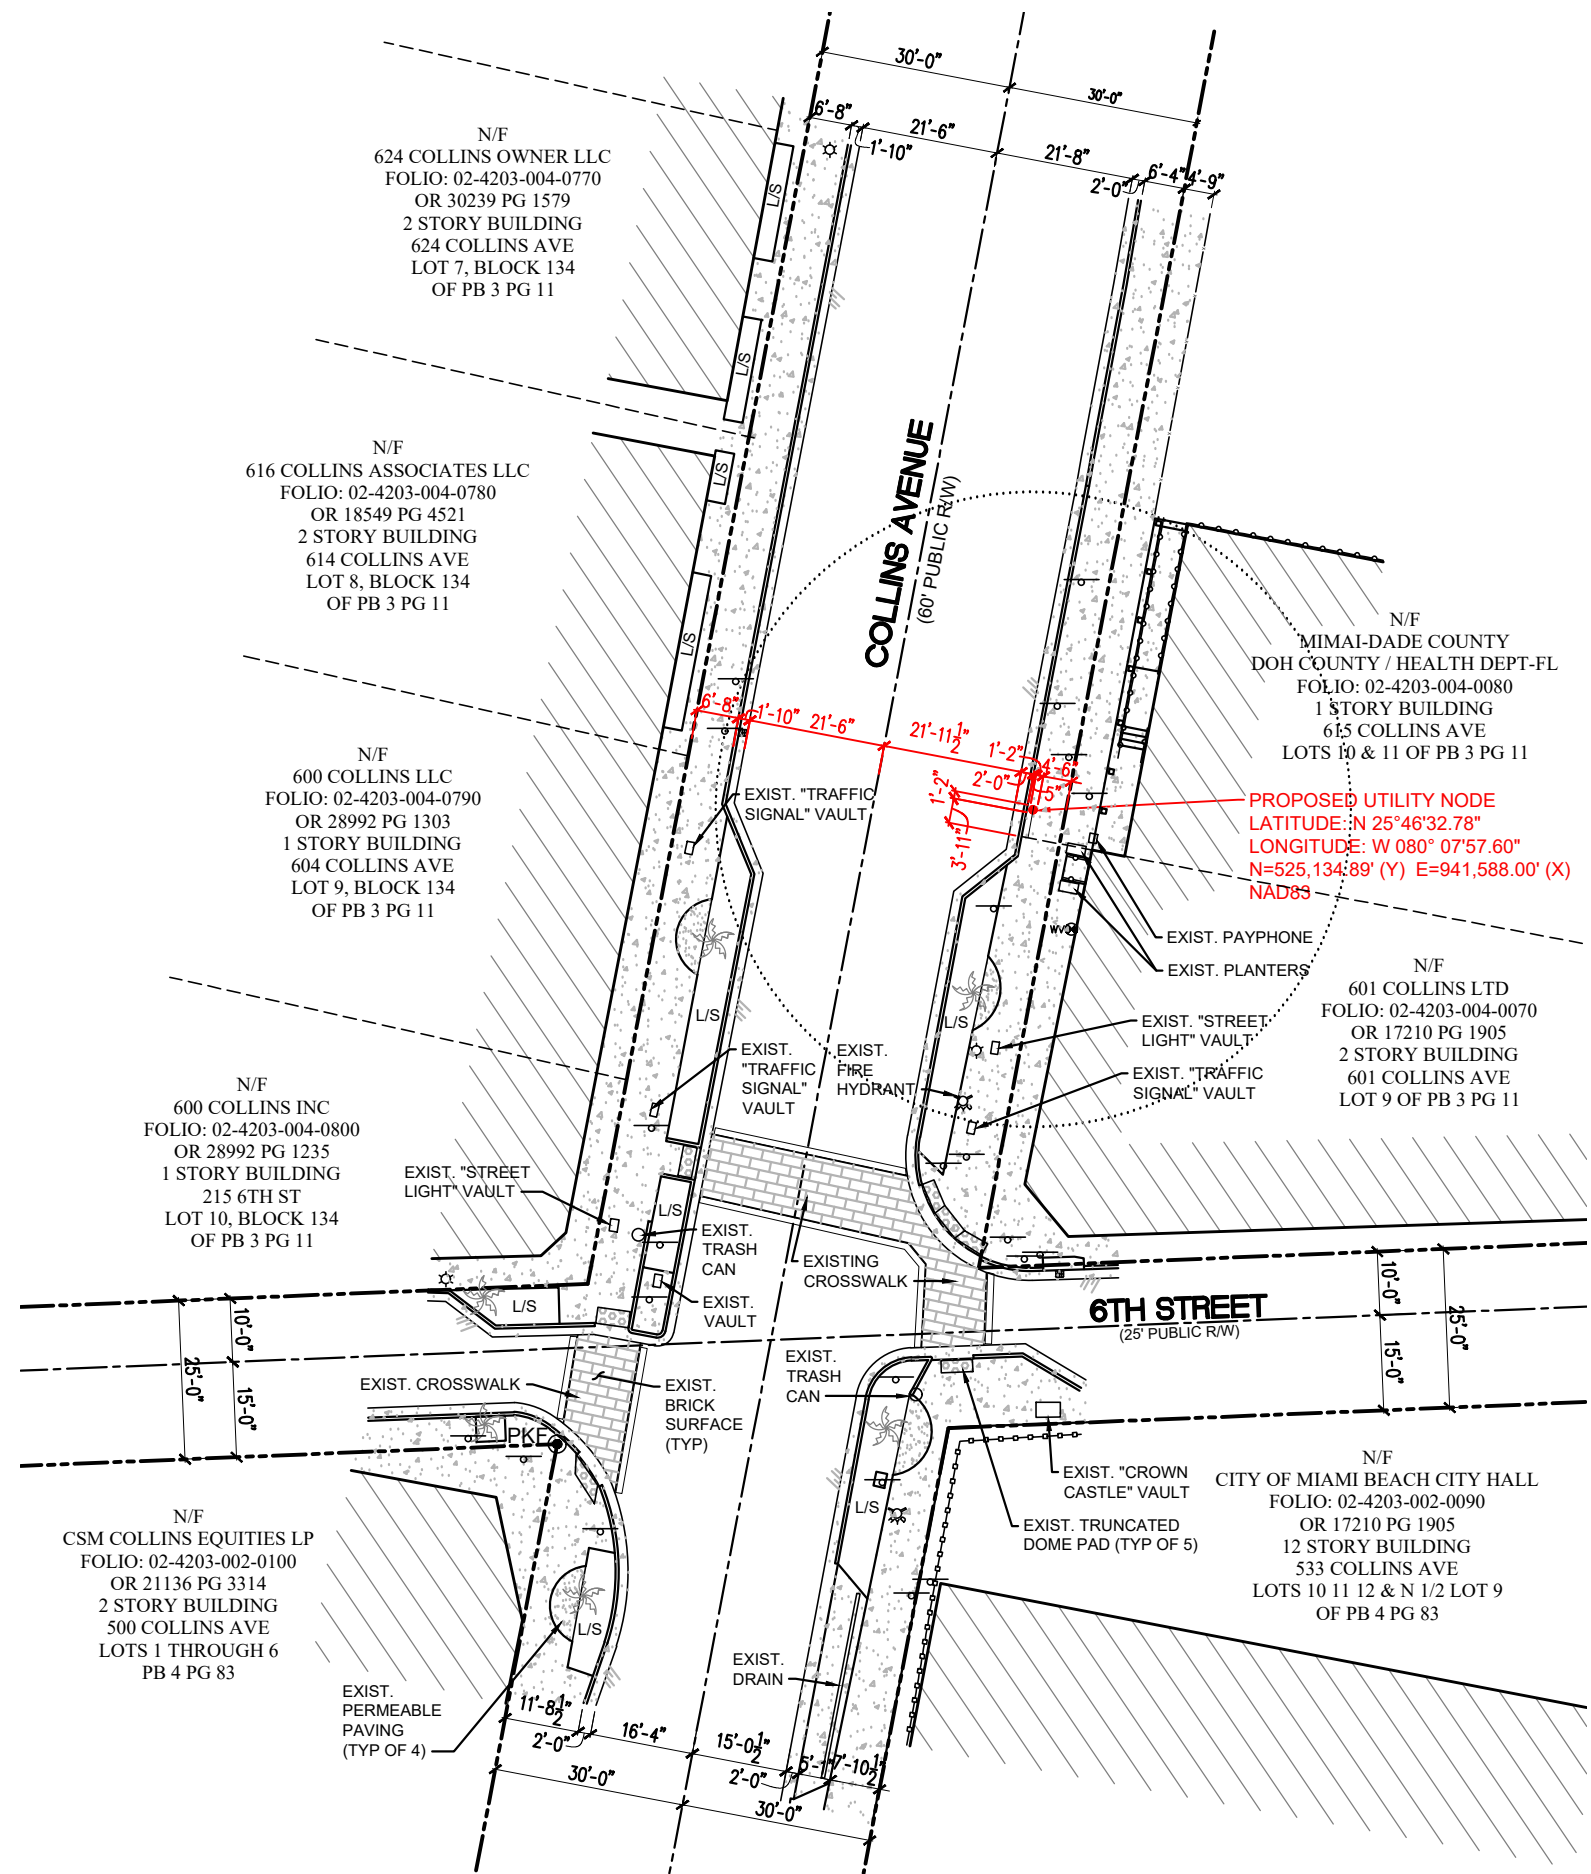 30'-0"
30'-0"
6'-8"
1'-10"
21'-6"
21'-8"
2'-0"
6'-4"
4'-9"
N/F
624 COLLINS OWNER LLC
FOLIO: 02-4203-004-0770
OR 30239 PG 1579
2 STORY BUILDING
624 COLLINS AVE
LOT 7, BLOCK 134
OF PB 3 PG 11
L/S
L/S
N/F
616 COLLINS ASSOCIATES LLC
FOLIO: 02-4203-004-0780
OR 18549 PG 4521
2 STORY BUILDING
614 COLLINS AVE
LOT 8, BLOCK 134
OF PB 3 PG 11
L/S
L/S
COLLINS AVENUE
(60' PUBLIC R/W)
N/F
MIMAI-DADE COUNTY
DOH COUNTY / HEALTH DEPT-FL
FOLIO: 02-4203-004-0080
1 STORY BUILDING
615 COLLINS AVE
LOTS 10 & 11 OF PB 3 PG 11
6'-8"
1'-10"
21'-6"
21'-11 1/2"
1'-2"
4'-6"
2'-0"
5"
1'-2"
3'-11"
N/F
600 COLLINS LLC
FOLIO: 02-4203-004-0790
OR 28992 PG 1303
1 STORY BUILDING
604 COLLINS AVE
LOT 9, BLOCK 134
OF PB 3 PG 11
EXIST. "TRAFFIC
SIGNAL" VAULT
PROPOSED UTILITY NODE
LATITUDE: N 25°46'32.78"
LONGITUDE: W 080° 07'57.60"
N=525,134.89' (Y) E=941,588.00' (X)
NAD83
EXIST. PAYPHONE
EXIST. PLANTERS
N/F
601 COLLINS LTD
FOLIO: 02-4203-004-0070
OR 17210 PG 1905
2 STORY BUILDING
601 COLLINS AVE
LOT 9 OF PB 3 PG 11
L/S
L/S
EXIST. "STREET
LIGHT" VAULT
EXIST. "TRAFFIC
SIGNAL" VAULT
EXIST.
"TRAFFIC
SIGNAL"
VAULT
EXIST.
FIRE
HYDRANT
N/F
600 COLLINS INC
FOLIO: 02-4203-004-0800
OR 28992 PG 1235
1 STORY BUILDING
215 6TH ST
LOT 10, BLOCK 134
OF PB 3 PG 11
EXIST. "STREET
LIGHT" VAULT
L/S
EXIST.
TRASH
CAN
EXISTING
CROSSWALK
EXIST.
VAULT
L/S
6TH STREET
(25' PUBLIC R/W)
10'-0"
25'-0"
15'-0"
10'-0"
25'-0"
15'-0"
EXIST. CROSSWALK
EXIST.
BRICK
SURFACE
(TYP)
EXIST.
TRASH
CAN
PKF
EXIST. "CROWN
CASTLE" VAULT
EXIST. TRUNCATED
DOME PAD (TYP OF 5)
L/S
N/F
CITY OF MIAMI BEACH CITY HALL
FOLIO: 02-4203-002-0090
OR 17210 PG 1905
12 STORY BUILDING
533 COLLINS AVE
LOTS 10 11 12 & N 1/2 LOT 9
OF PB 4 PG 83
N/F
CSM COLLINS EQUITIES LP
FOLIO: 02-4203-002-0100
OR 21136 PG 3314
2 STORY BUILDING
500 COLLINS AVE
LOTS 1 THROUGH 6
PB 4 PG 83
L/S
EXIST.
DRAIN
EXIST.
PERMEABLE
PAVING
(TYP OF 4)
11'-8 1/2"
2'-0"
16'-4"
15'-0 1/2"
2'-0"
5'-1"
7'-10 1/2"
30'-0"
30'-0"